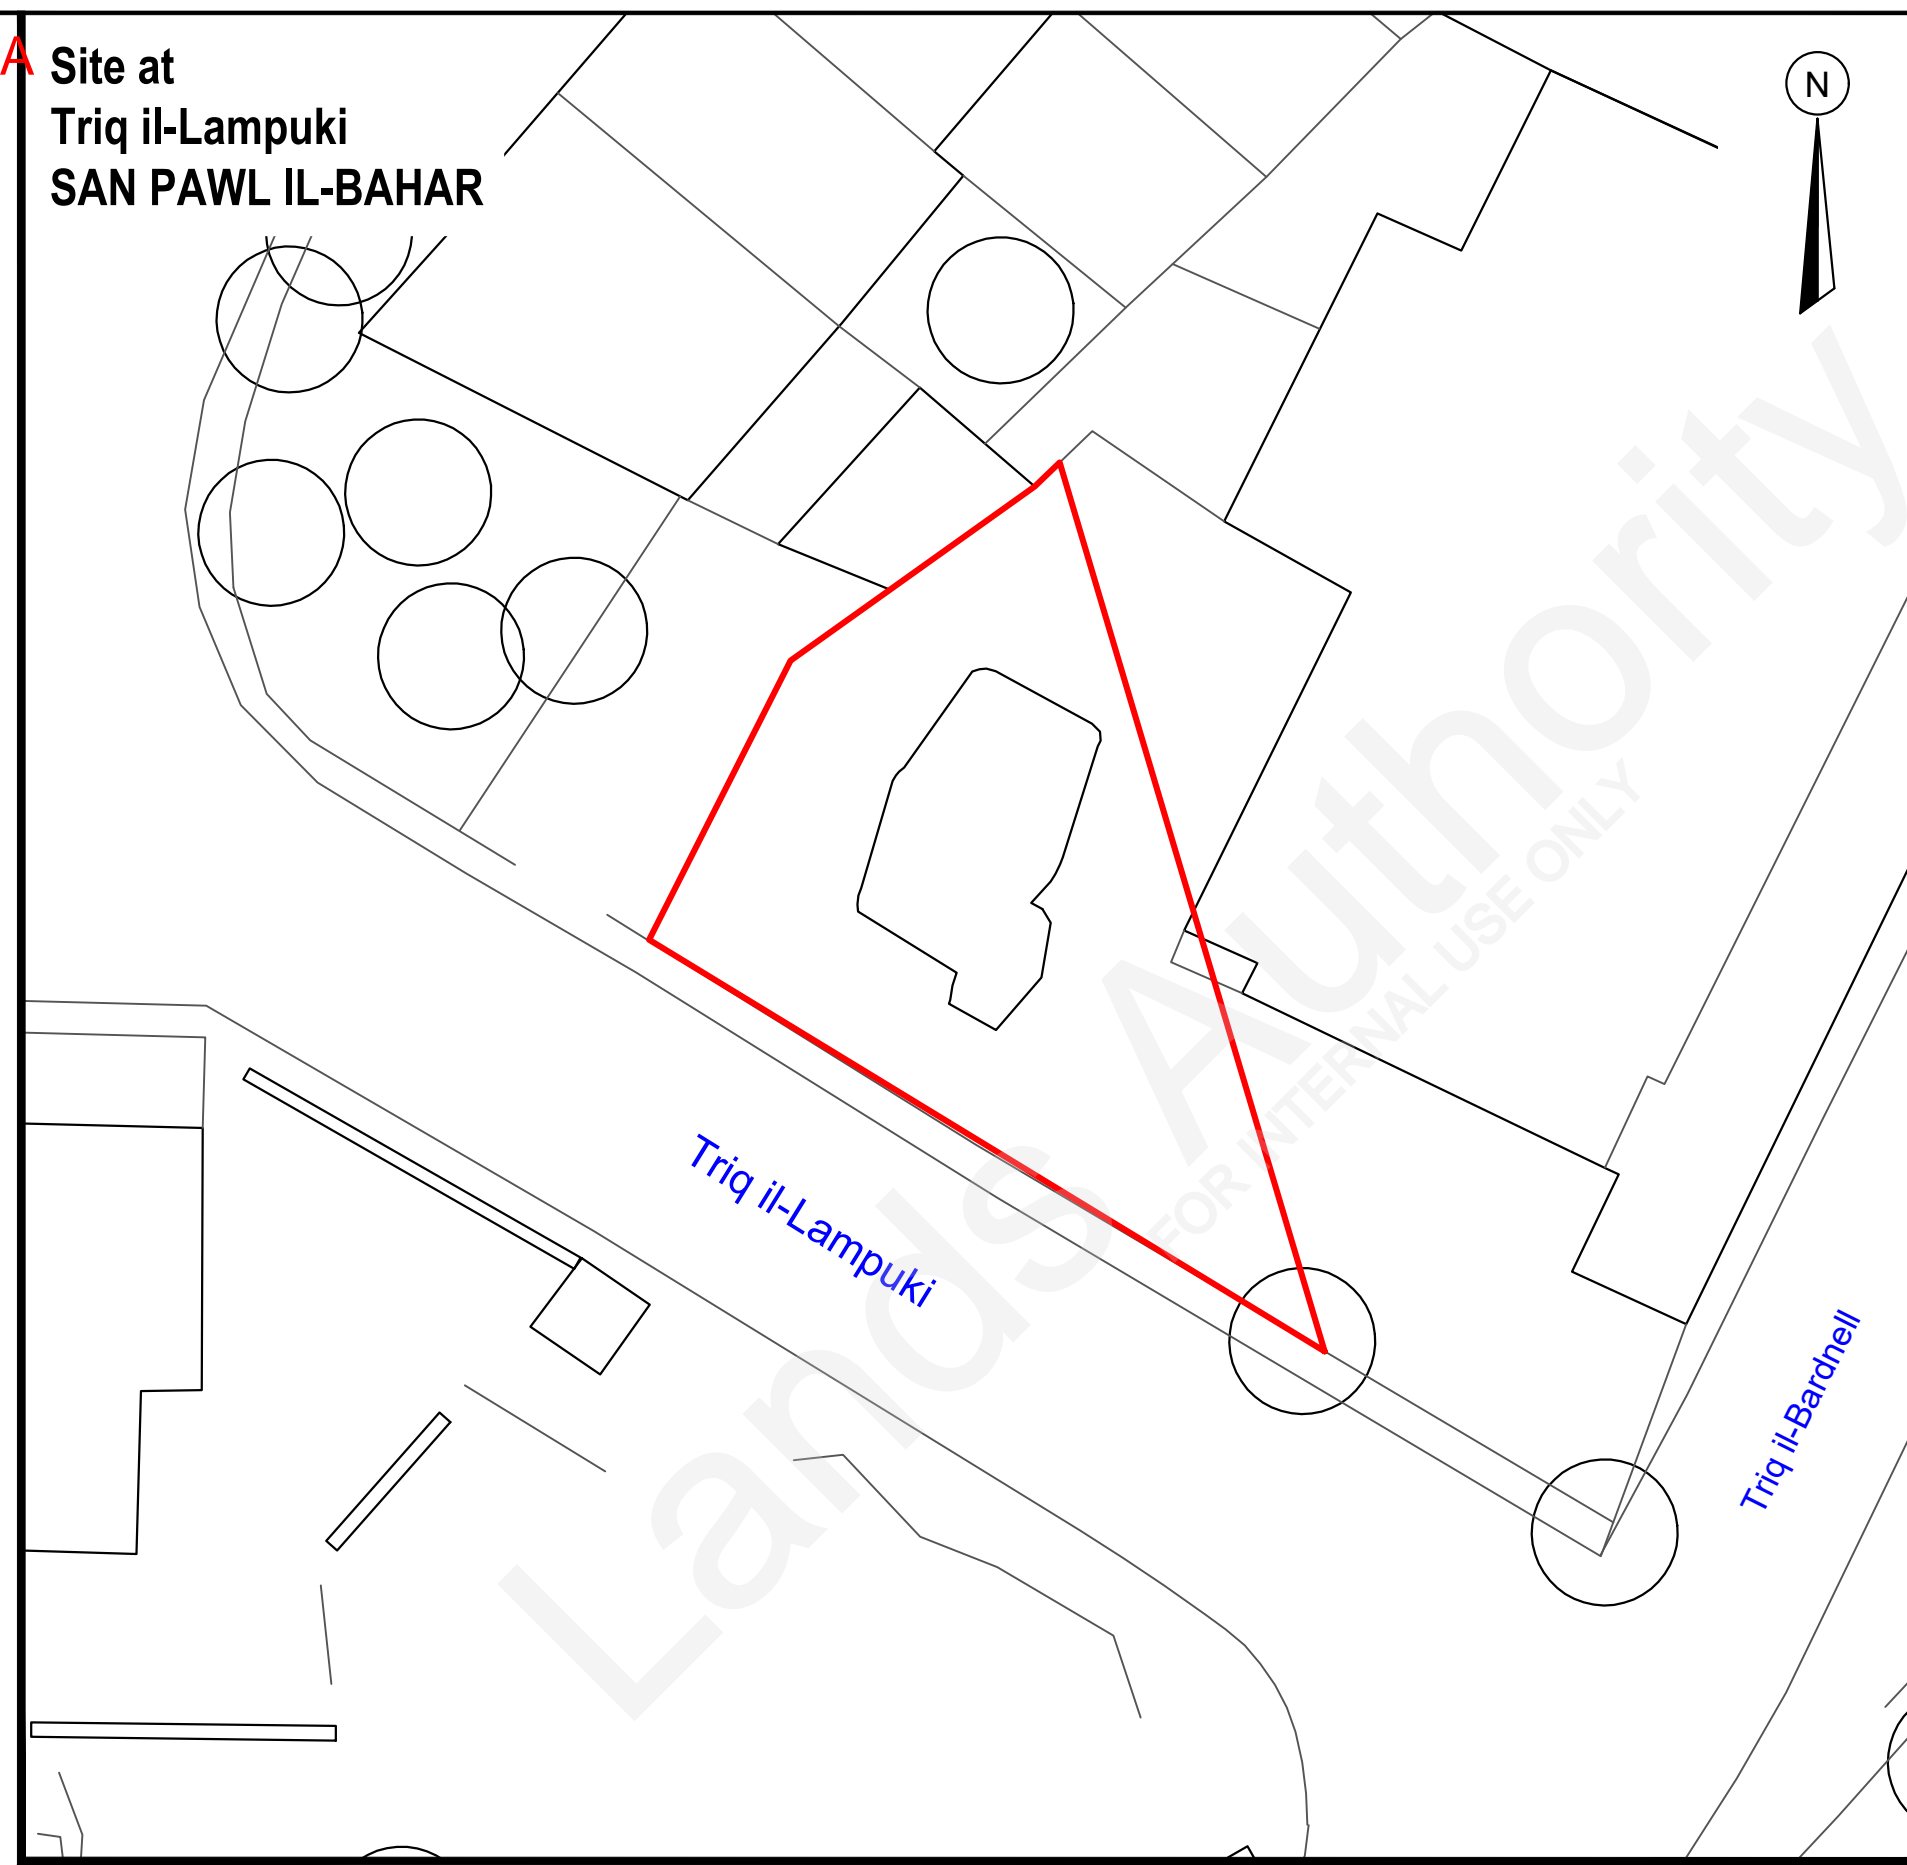 A
Site at
Triq il-Lampuki
SAN PAWL IL-BAHAR
N
Triq il-Lampuki
Triq il-Bardnell
Lands Authority
FOR INTERNAL USE ONLY